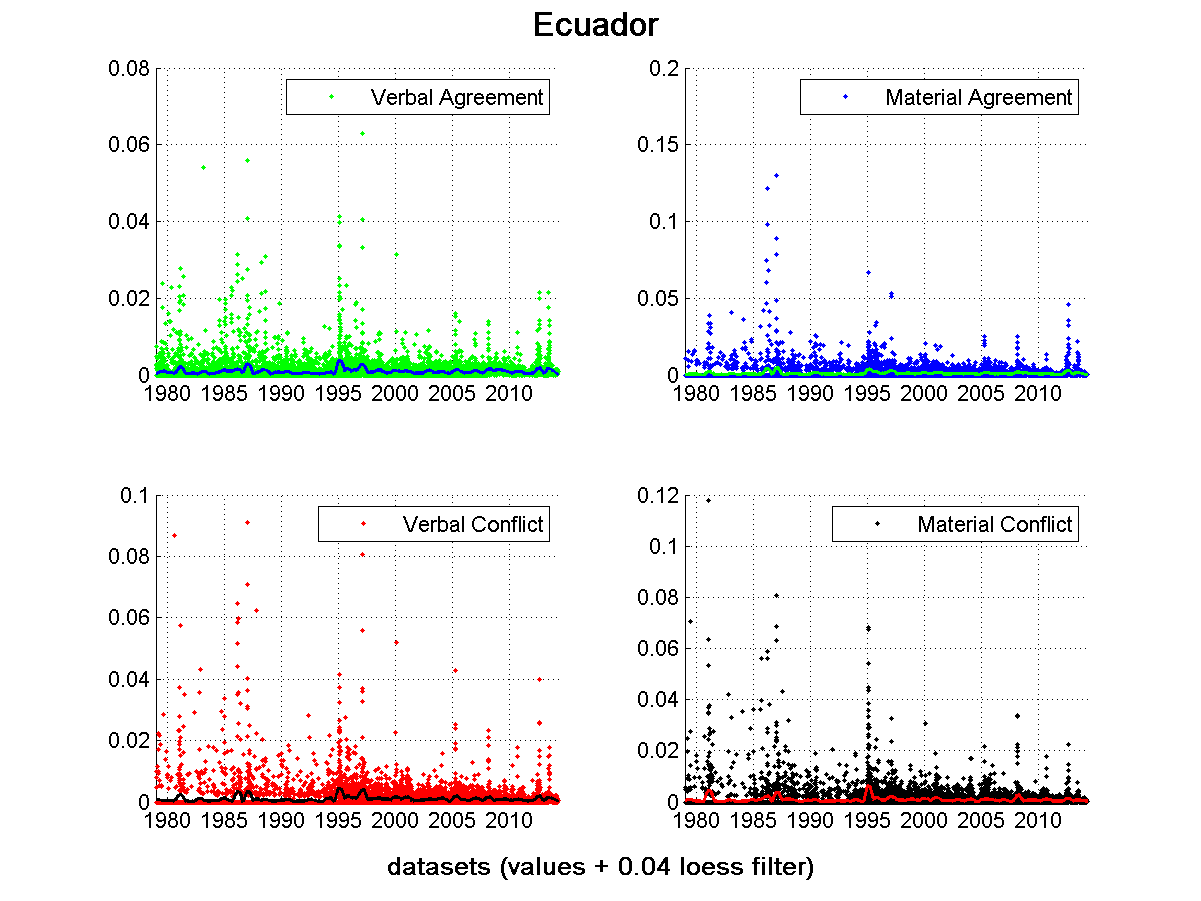 Ecuador
Verbal Agreement
0.08
0.06
0.04
0.02
0
1980 1985 1990 1995 2000 2005 2010
Material Agreement
0.2
0.15
0.1
0.05
0
1980 1985 1990 1995 2000 2005 2010
Verbal Conflict
0.1
0.08
0.06
0.04
0.02
0
1980 1985 1990 1995 2000 2005 2010
Material Conflict
0.12
0.1
0.08
0.06
0.04
0.02
0
1980 1985 1990 1995 2000 2005 2010
datasets (values + 0.04 loess filter)